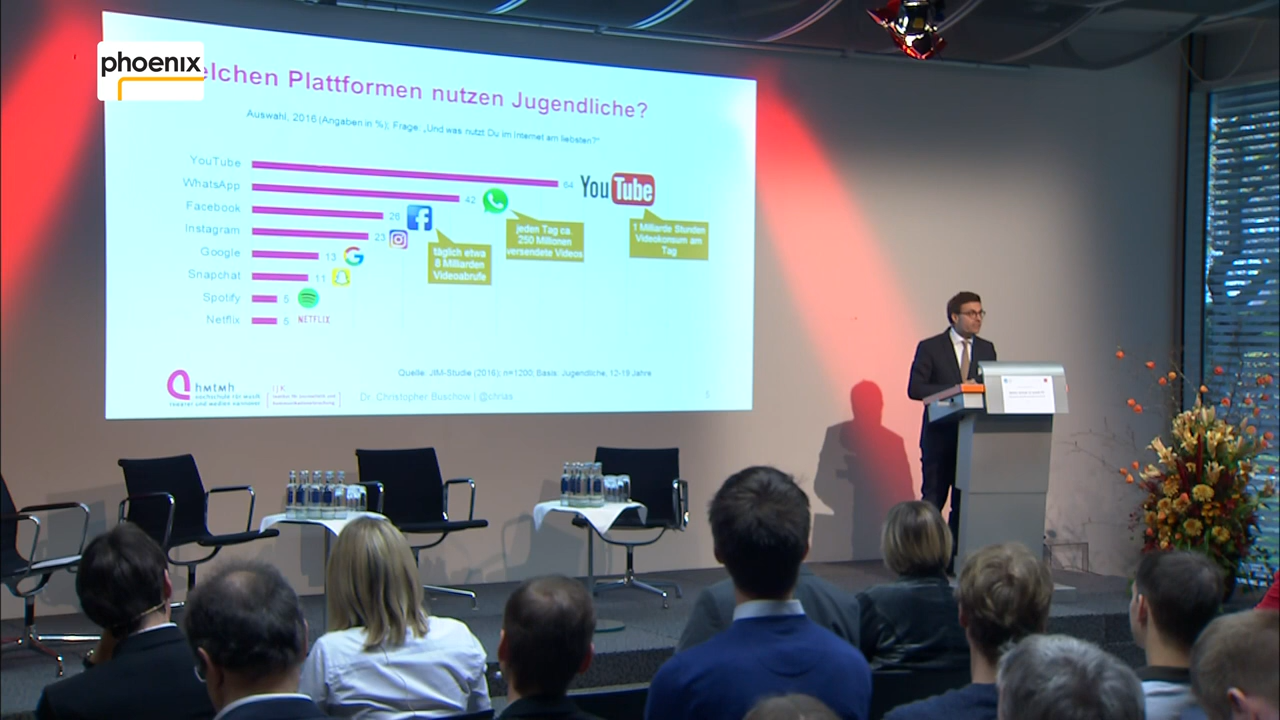 phoenix
elchen Plattformen nutzen Jugendliche?
Auswahl, 2016 (Angaben in %); Frage: „Und was nutzt Du im Internet am liebsten?“
YouTube 64 YouTube
WhatsApp 42
Facebook 26
Instagram 23
Google 13
Snapchat 11
Spotify 5
Netflix 5 NETFLIX
täglich etwa
8 Milliarden
Videoabrufe
jeden Tag ca.
250 Millionen
versendete Videos
1 Milliarde Stunden
Videokonsum am
Tag
Quelle: JIM-Studie (2016); n=1200; Basis: Jugendliche, 12-19 Jahre
hmtmh
hochschule für musik
theater und medien hannover
Dr. Christopher Buschow | @chrias
5